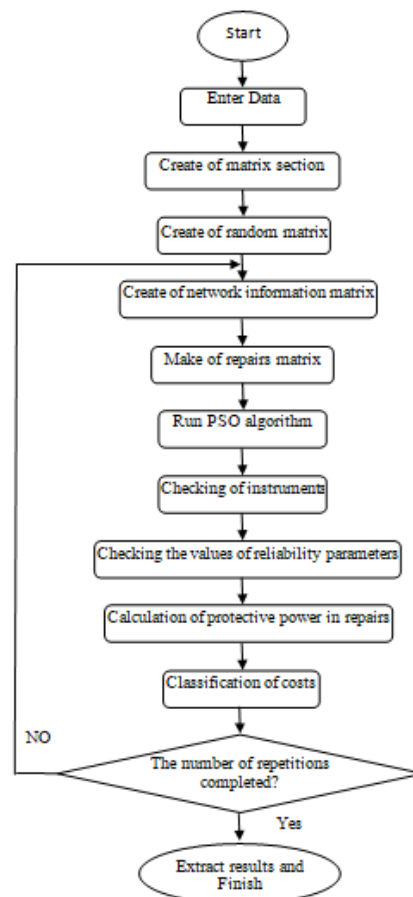 Start
Enter Data
Create of matrix section
Create of random matrix
Create of network information matrix
Make of repairs matrix
Run PSO algorithm
Checking of instruments
Checking the values of reliability parameters
Calculation of protective power in repairs
Classification of costs
NO
The number of repetitions
completed?
Yes
Extract results and
Finish